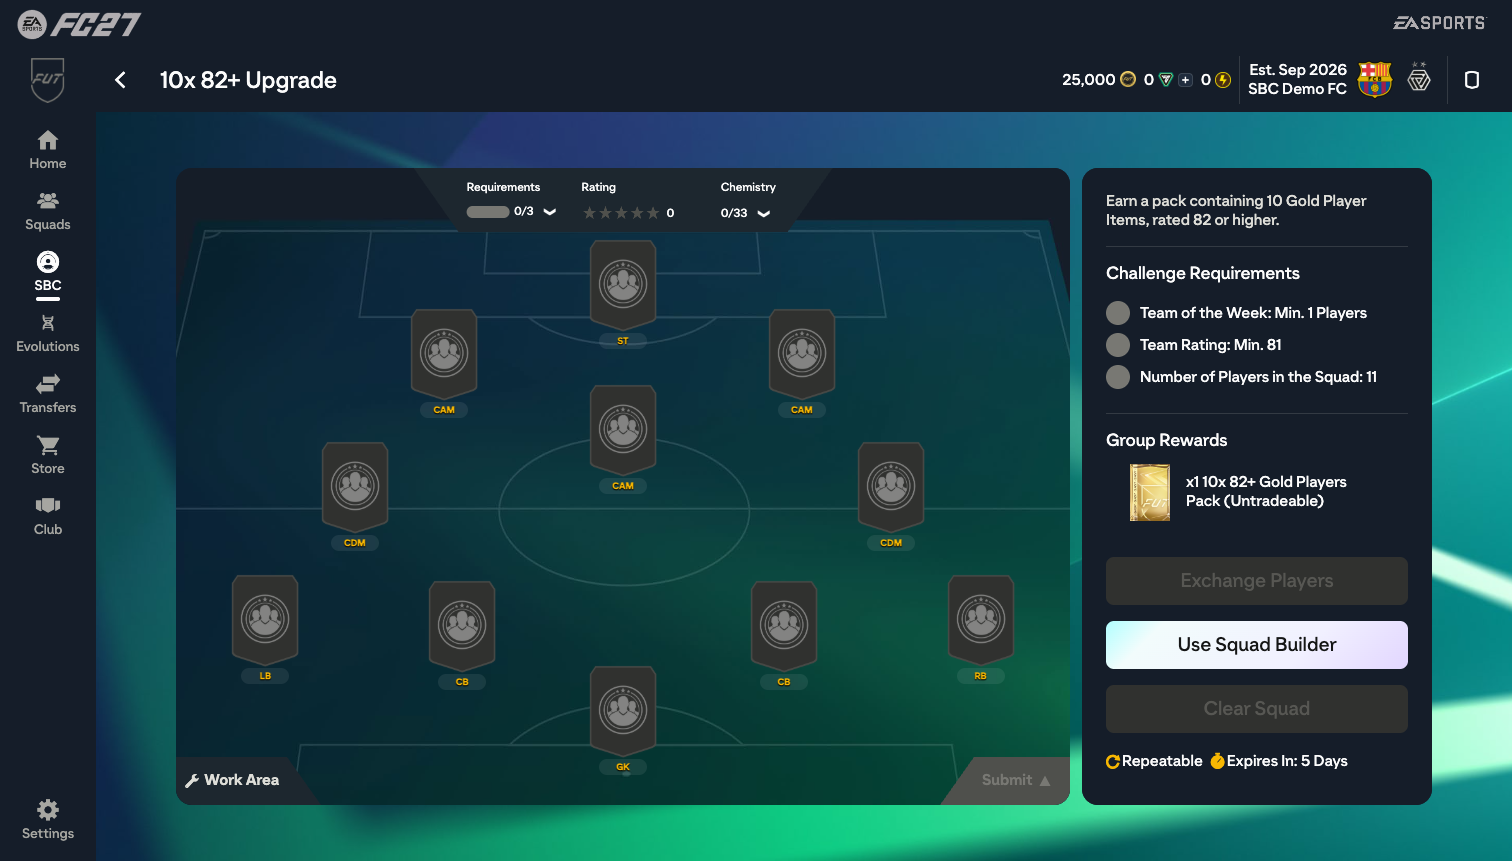 EA SPORTS FC27
EA SPORTS
FUT
10x 82+ Upgrade
25,000 0 0
Est. Sep 2026
SBC Demo FC
Home
Squads
SBC
Evolutions
Transfers
Store
Club
Settings
Requirements
0/3
Rating
0
Chemistry
0/33
ST
CAM
CAM
CAM
CDM
CDM
LB
CB
CB
RB
GK
Work Area
Submit
Earn a pack containing 10 Gold Player
Items, rated 82 or higher.
Challenge Requirements
Team of the Week: Min. 1 Players
Team Rating: Min. 81
Number of Players in the Squad: 11
Group Rewards
FUT
x1 10x 82+ Gold Players
Pack (Untradeable)
Exchange Players
Use Squad Builder
Clear Squad
Repeatable Expires In: 5 Days